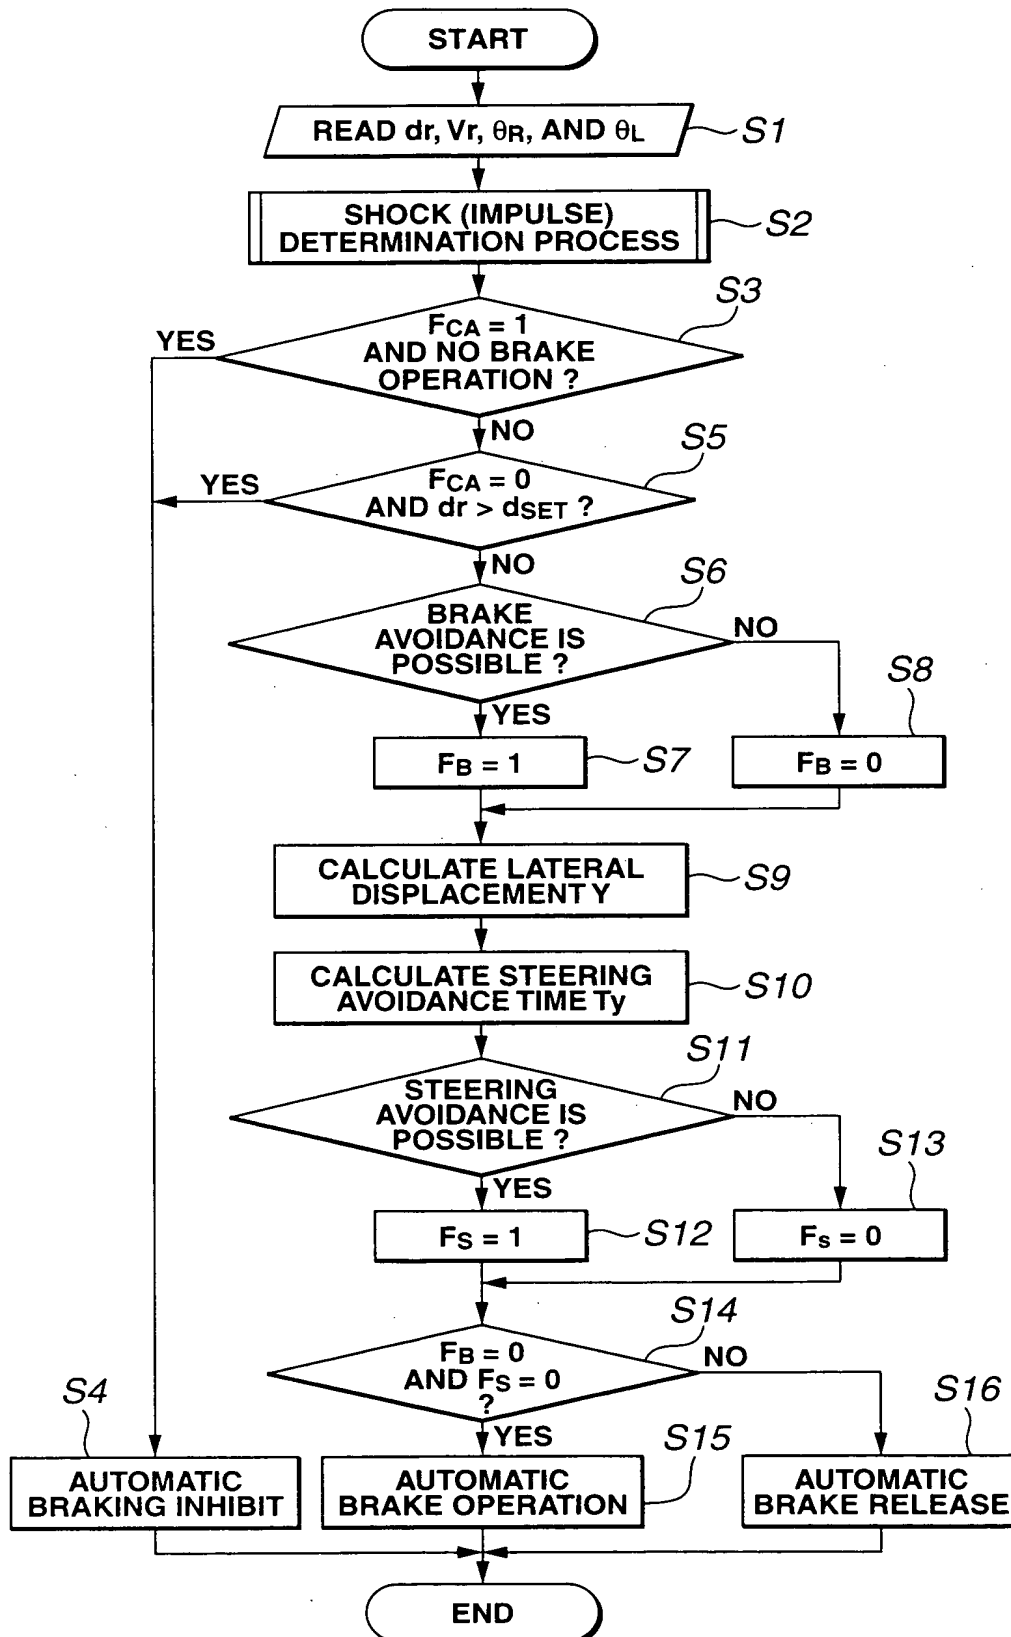 START
READ dr, Vr, θR, AND θL
S1
SHOCK (IMPULSE)
DETERMINATION PROCESS
S2
S3
FCA = 1
AND NO BRAKE
OPERATION ?
YES
NO
S5
FCA = 0
AND dr > dSET ?
YES
NO
S6
BRAKE
AVOIDANCE IS
POSSIBLE ?
NO
YES
S8
FB = 1
S7
FB = 0
CALCULATE LATERAL
DISPLACEMENT Y
S9
CALCULATE STEERING
AVOIDANCE TIME Ty
S10
S11
STEERING
AVOIDANCE IS
POSSIBLE ?
NO
YES
S13
FS = 1
S12
Fs = 0
S14
FB = 0
AND FS = 0
?
NO
YES
S4
S15
S16
AUTOMATIC
BRAKING INHIBIT
AUTOMATIC
BRAKE OPERATION
AUTOMATIC
BRAKE RELEASE
END